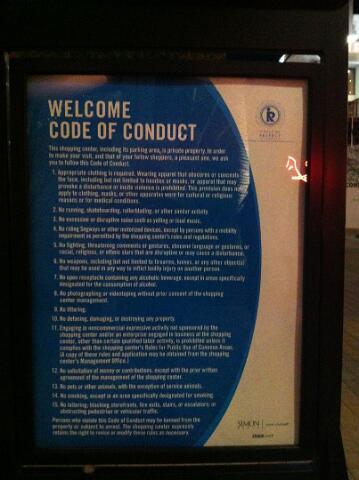 WELCOME
CODE OF CONDUCT
This shopping center, including its parking area, is private property. In order
to make your visit, and that of your fellow shoppers, a pleasant one, we ask
you to follow this Code of Conduct.
1. Appropriate clothing is required. Wearing apparel that obscures or conceals
the face, including but not limited to hoodies or masks, or apparel that may
provoke a disturbance or incite violence is prohibited. This provision does not
apply to clothing, masks, or other apparatus worn for cultural or religious
reasons or for medical conditions.
2. No running, skateboarding, rollerblading, or other similar activity.
3. No excessive or disruptive noise such as yelling or loud music.
4. No riding Segways or other motorized devices, except by persons with a mobility
impairment as permitted by the shopping center's rules and regulations.
5. No fighting, threatening comments or gestures, obscene language or gestures, or
racial, religious, or ethnic slurs that are disruptive or may cause a disturbance.
6. No weapons, including but not limited to firearms, knives, or any other object(s)
that may be used in any way to inflict bodily injury on another person.
7. No open receptacle containing any alcoholic beverage, except in areas specifically
designated for the consumption of alcohol.
8. No photographing or videotaping without prior consent of the shopping
center management.
9. No littering.
10. No defacing, damaging, or destroying any property.
11. Engaging in noncommercial expressive activity not sponsored by the
shopping center and/or an enterprise engaged in business at the shopping
center, other than certain qualified labor activity, is prohibited unless it
complies with the shopping center's Rules for Public Use of Common Areas.
(A copy of these rules and application may be obtained from the shopping
center's Management Office.)
12. No solicitation of money or contributions, except with the prior written
agreement of the management of the shopping center.
13. No pets or other animals, with the exception of service animals.
14. No smoking, except in an area specifically designated for smoking.
15. No loitering; blocking storefronts, fire exits, stairs, or escalators; or
obstructing pedestrian or vehicular traffic.
Persons who violate this Code of Conduct may be banned from the
property or subject to arrest. The shopping center expressly
retains the right to revise or modify these rules as necessary.
SIMON